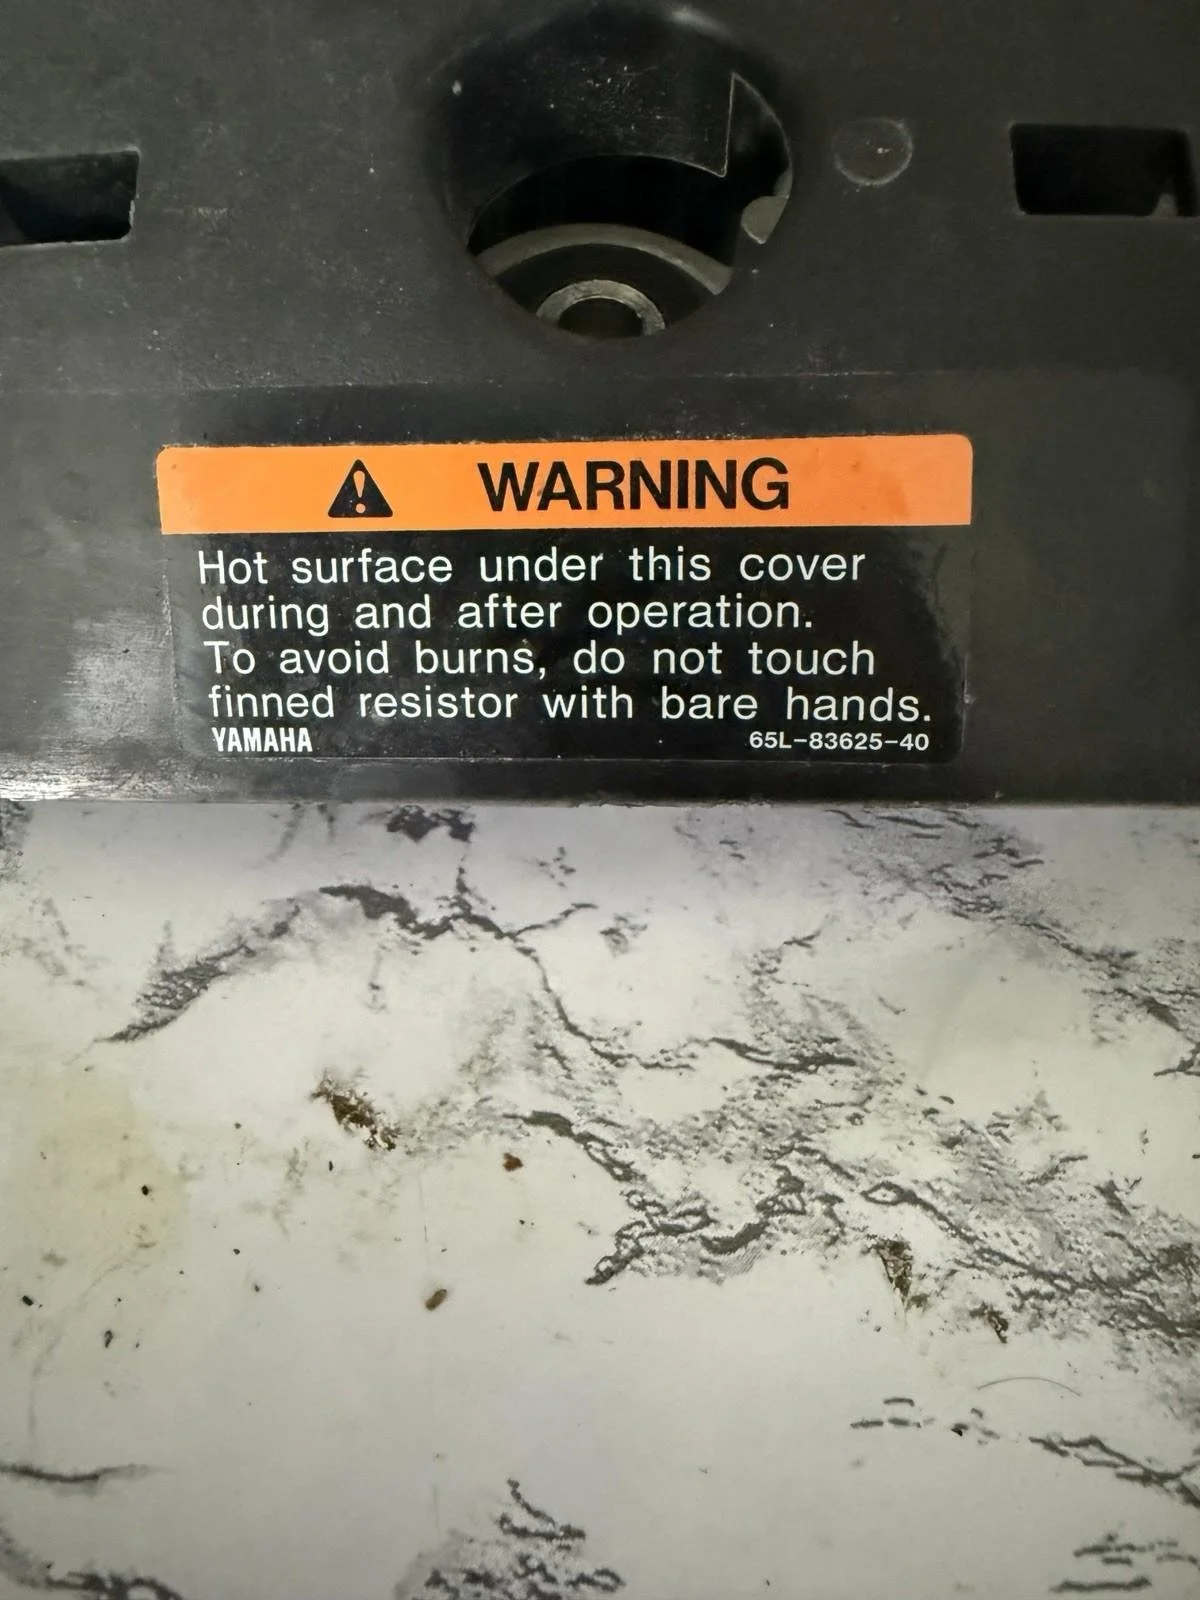 WARNING
Hot surface under this cover
during and after operation.
To avoid burns, do not touch
finned resistor with bare hands.
YAMAHA 65L-83625-40